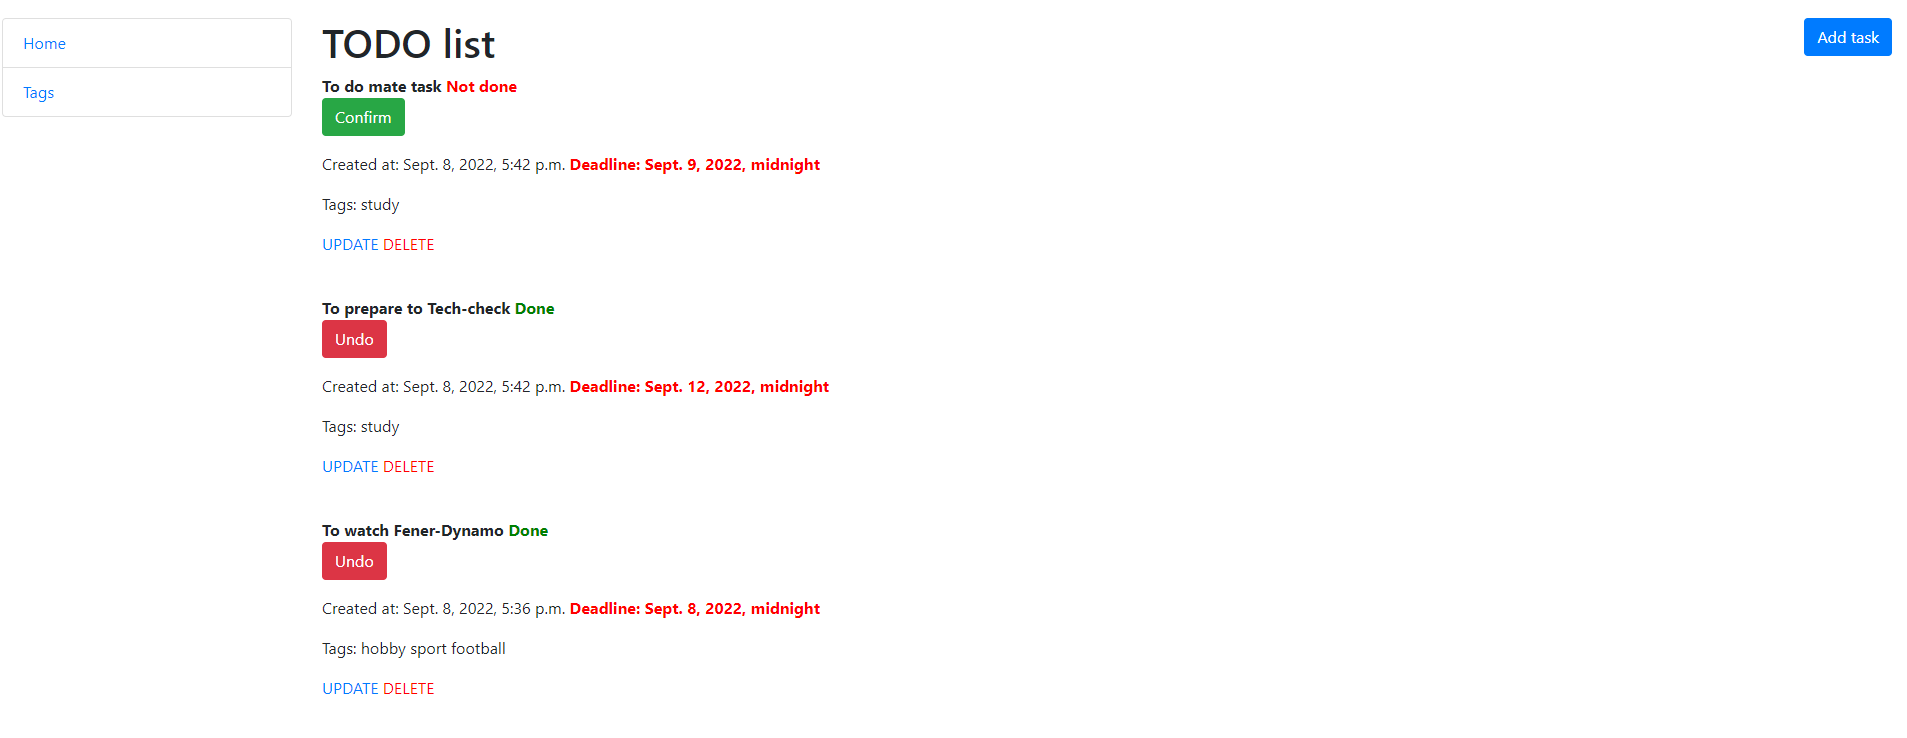 Home
Tags
TODO list
Add task
To do mate task Not done
Confirm
Created at: Sept. 8, 2022, 5:42 p.m. Deadline: Sept. 9, 2022, midnight
Tags: study
UPDATE DELETE
To prepare to Tech-check Done
Undo
Created at: Sept. 8, 2022, 5:42 p.m. Deadline: Sept. 12, 2022, midnight
Tags: study
UPDATE DELETE
To watch Fener-Dynamo Done
Undo
Created at: Sept. 8, 2022, 5:36 p.m. Deadline: Sept. 8, 2022, midnight
Tags: hobby sport football
UPDATE DELETE